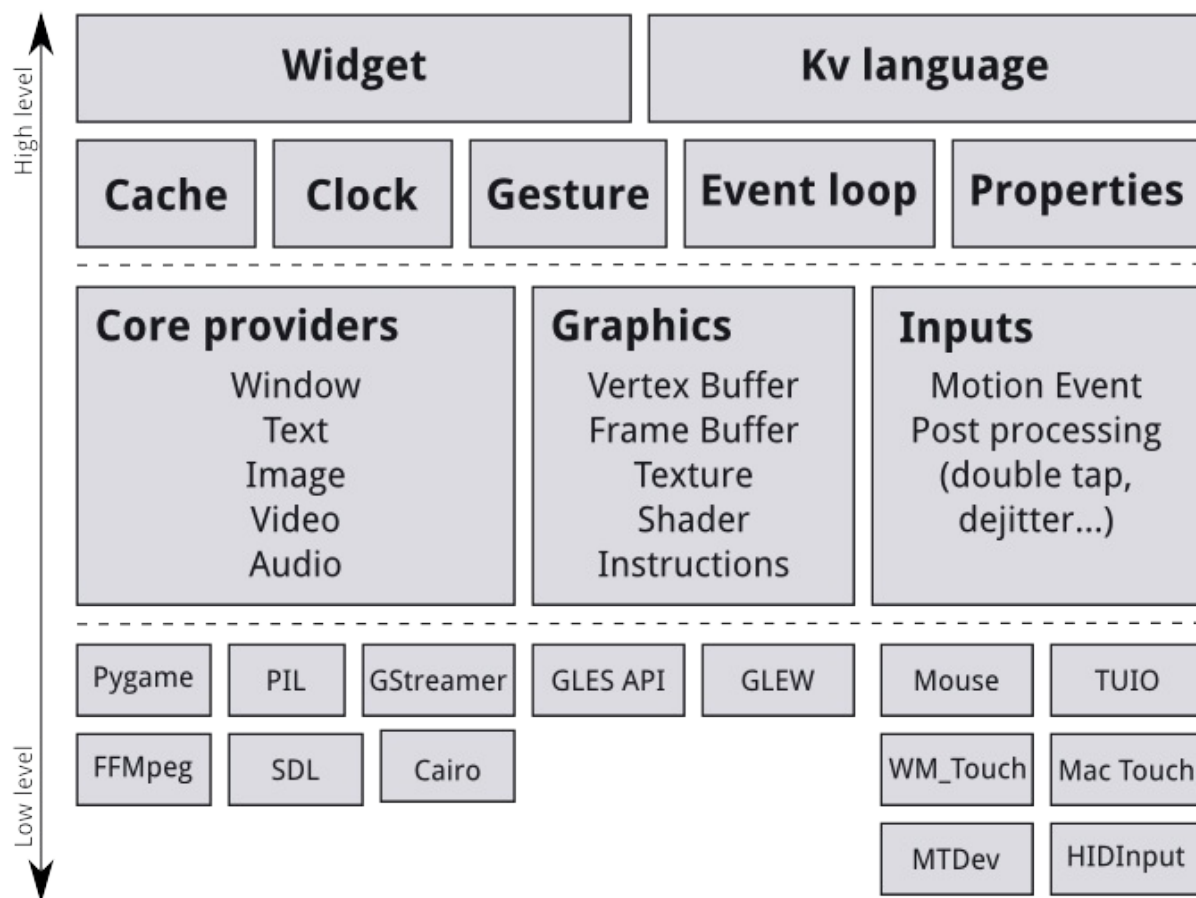 High level
Widget
Kv language
Cache
Clock
Gesture
Event loop
Properties
Core providers
Window
Text
Image
Video
Audio
Graphics
Vertex Buffer
Frame Buffer
Texture
Shader
Instructions
Inputs
Motion Event
Post processing
(double tap,
dejitter...)
Low level
Pygame
PIL
GStreamer
GLES API
GLEW
Mouse
TUIO
FFMpeg
SDL
Cairo
WM_Touch
Mac Touch
MTDev
HIDInput